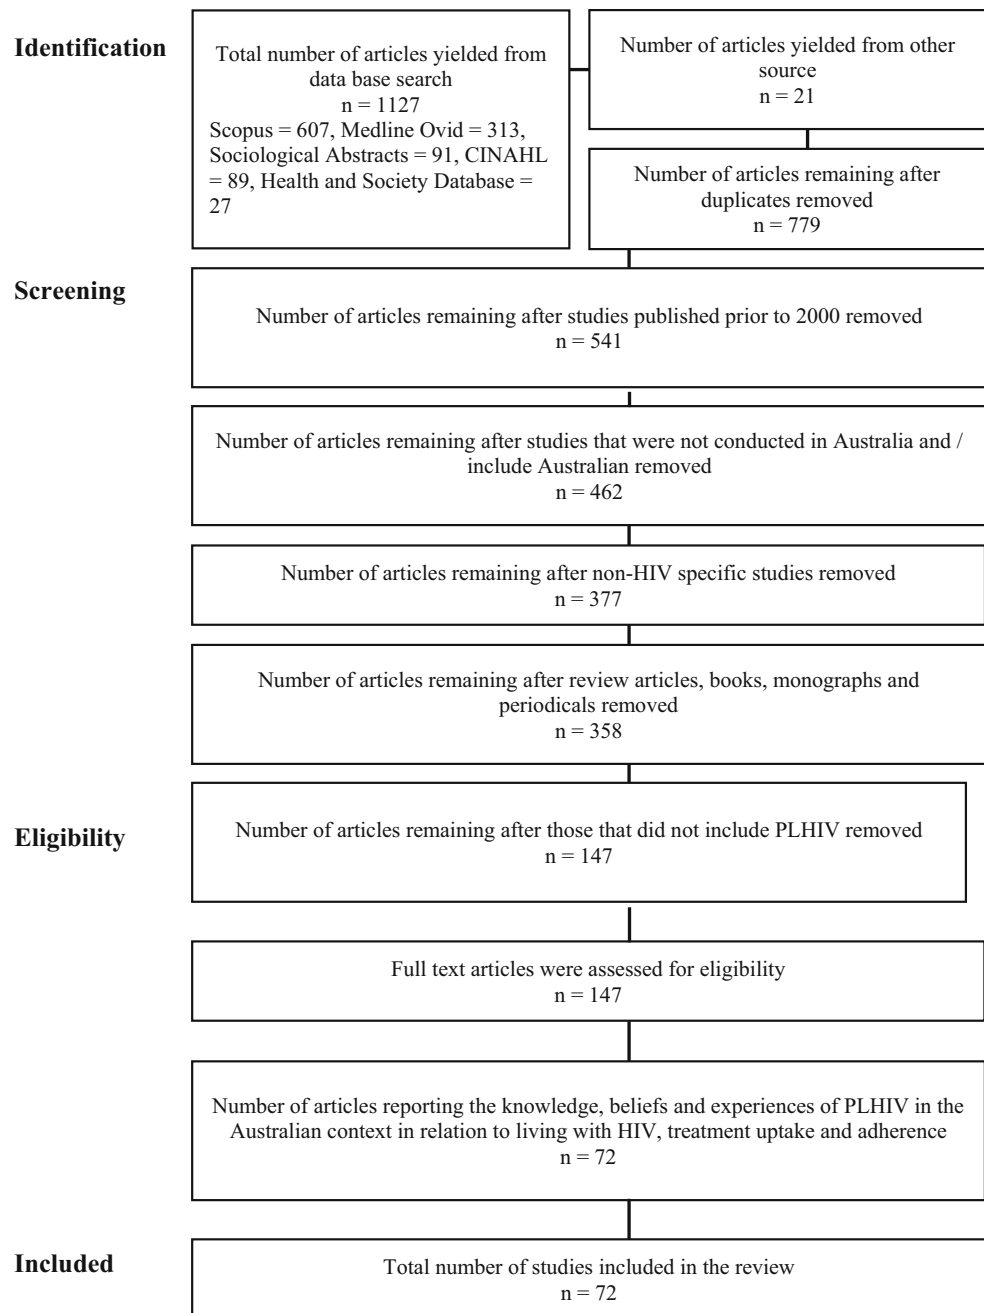 Identification
Total number of articles yielded from
data base search
n = 1127
Scopus = 607, Medline Ovid = 313,
Sociological Abstracts = 91, CINAHL
= 89, Health and Society Database =
27
Number of articles yielded from other
source
n = 21
Number of articles remaining after
duplicates removed
n = 779
Screening
Number of articles remaining after studies published prior to 2000 removed
n = 541
Number of articles remaining after studies that were not conducted in Australia and /
include Australian removed
n = 462
Number of articles remaining after non-HIV specific studies removed
n = 377
Number of articles remaining after review articles, books, monographs and
periodicals removed
n = 358
Eligibility
Number of articles remaining after those that did not include PLHIV removed
n = 147
Full text articles were assessed for eligibility
n = 147
Number of articles reporting the knowledge, beliefs and experiences of PLHIV in the
Australian context in relation to living with HIV, treatment uptake and adherence
n = 72
Included
Total number of studies included in the review
n = 72